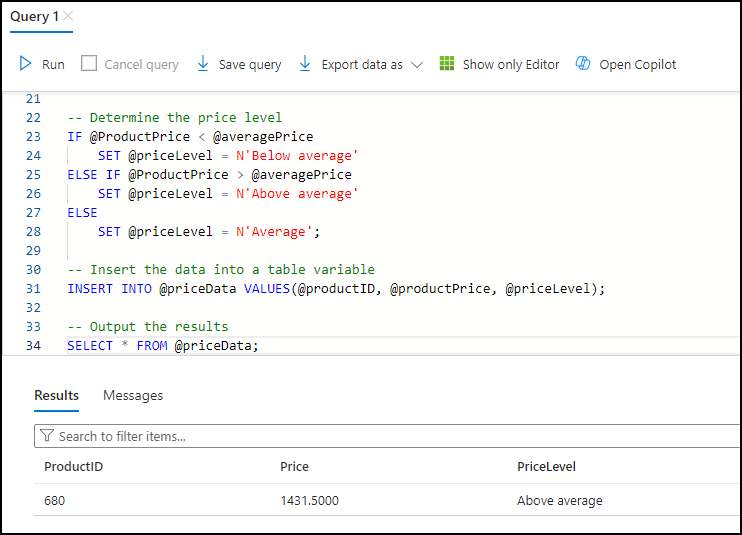 Query 1
Run Cancel query Save query Export data as Show only Editor Open Copilot
21
22 -- Determine the price level
23 IF @ProductPrice < @averagePrice
24 SET @priceLevel = N'Below average'
25 ELSE IF @ProductPrice > @averagePrice
26 SET @priceLevel = N'Above average'
27 ELSE
28 SET @priceLevel = N'Average';
29
30 -- Insert the data into a table variable
31 INSERT INTO @priceData VALUES(@productID, @productPrice, @priceLevel);
32
33 -- Output the results
34 SELECT * FROM @priceData;
Results Messages
Search to filter items...
ProductID Price PriceLevel
680 1431.5000 Above average